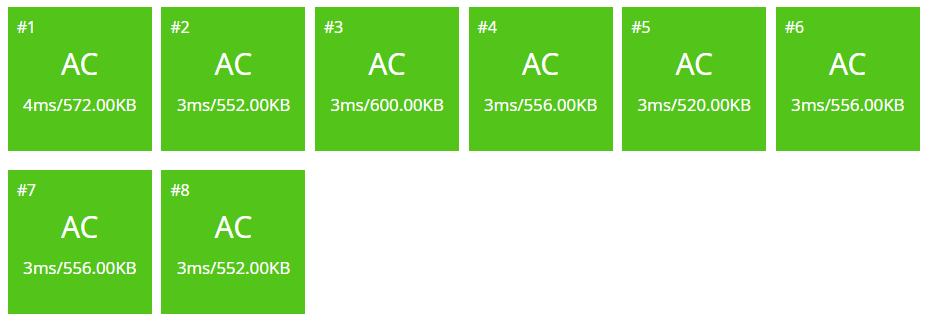 #1 #2 #3 #4 #5 #6
AC AC AC AC AC AC
4ms/572.00KB 3ms/552.00KB 3ms/600.00KB 3ms/556.00KB 3ms/520.00KB 3ms/556.00KB
#7 #8
AC AC
3ms/556.00KB 3ms/552.00KB